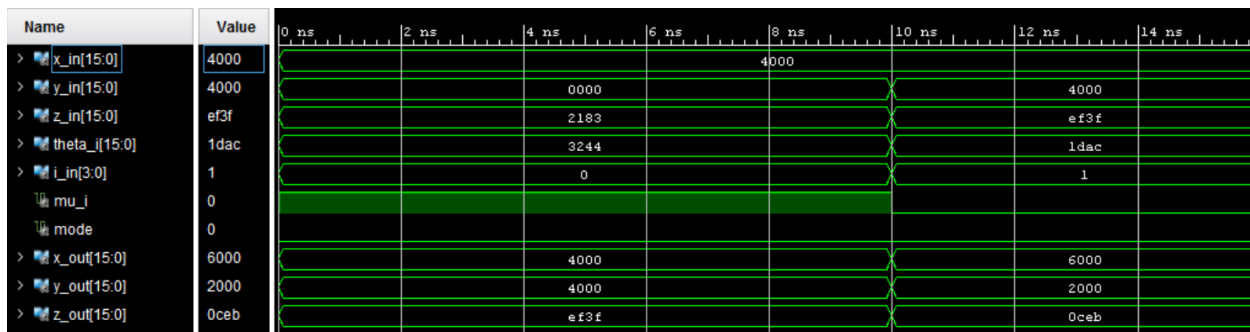 Name Value 0 ns 2 ns 4 ns 6 ns 8 ns 10 ns 12 ns 14 ns
x_in[15:0] 4000 4000
y_in[15:0] 4000 0000 4000
z_in[15:0] ef3f 2183 ef3f
theta_i[15:0] 1dac 3244 1dac
i_in[3:0] 1 0 1
mu_i 0
mode 0
x_out[15:0] 6000 4000 6000
y_out[15:0] 2000 4000 2000
z_out[15:0] 0ceb ef3f 0ceb